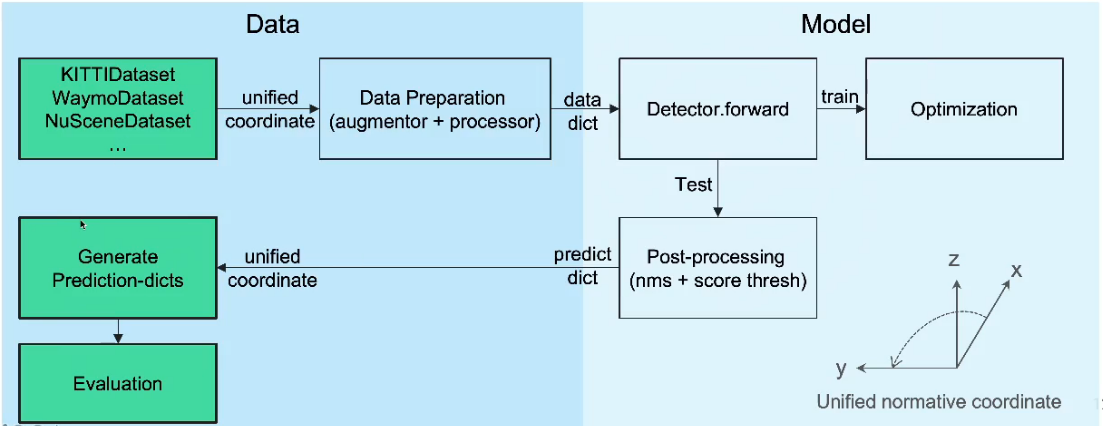 Data
Model
KITTIDataset
WaymoDataset
NuSceneDataset
...
unified
coordinate
Data Preparation
(augmentor + processor)
data
dict
Detector.forward
train
Optimization
Test
Generate
Prediction-dicts
unified
coordinate
predict
dict
Post-processing
(nms + score thresh)
z
x
y
Evaluation
Unified normative coordinate